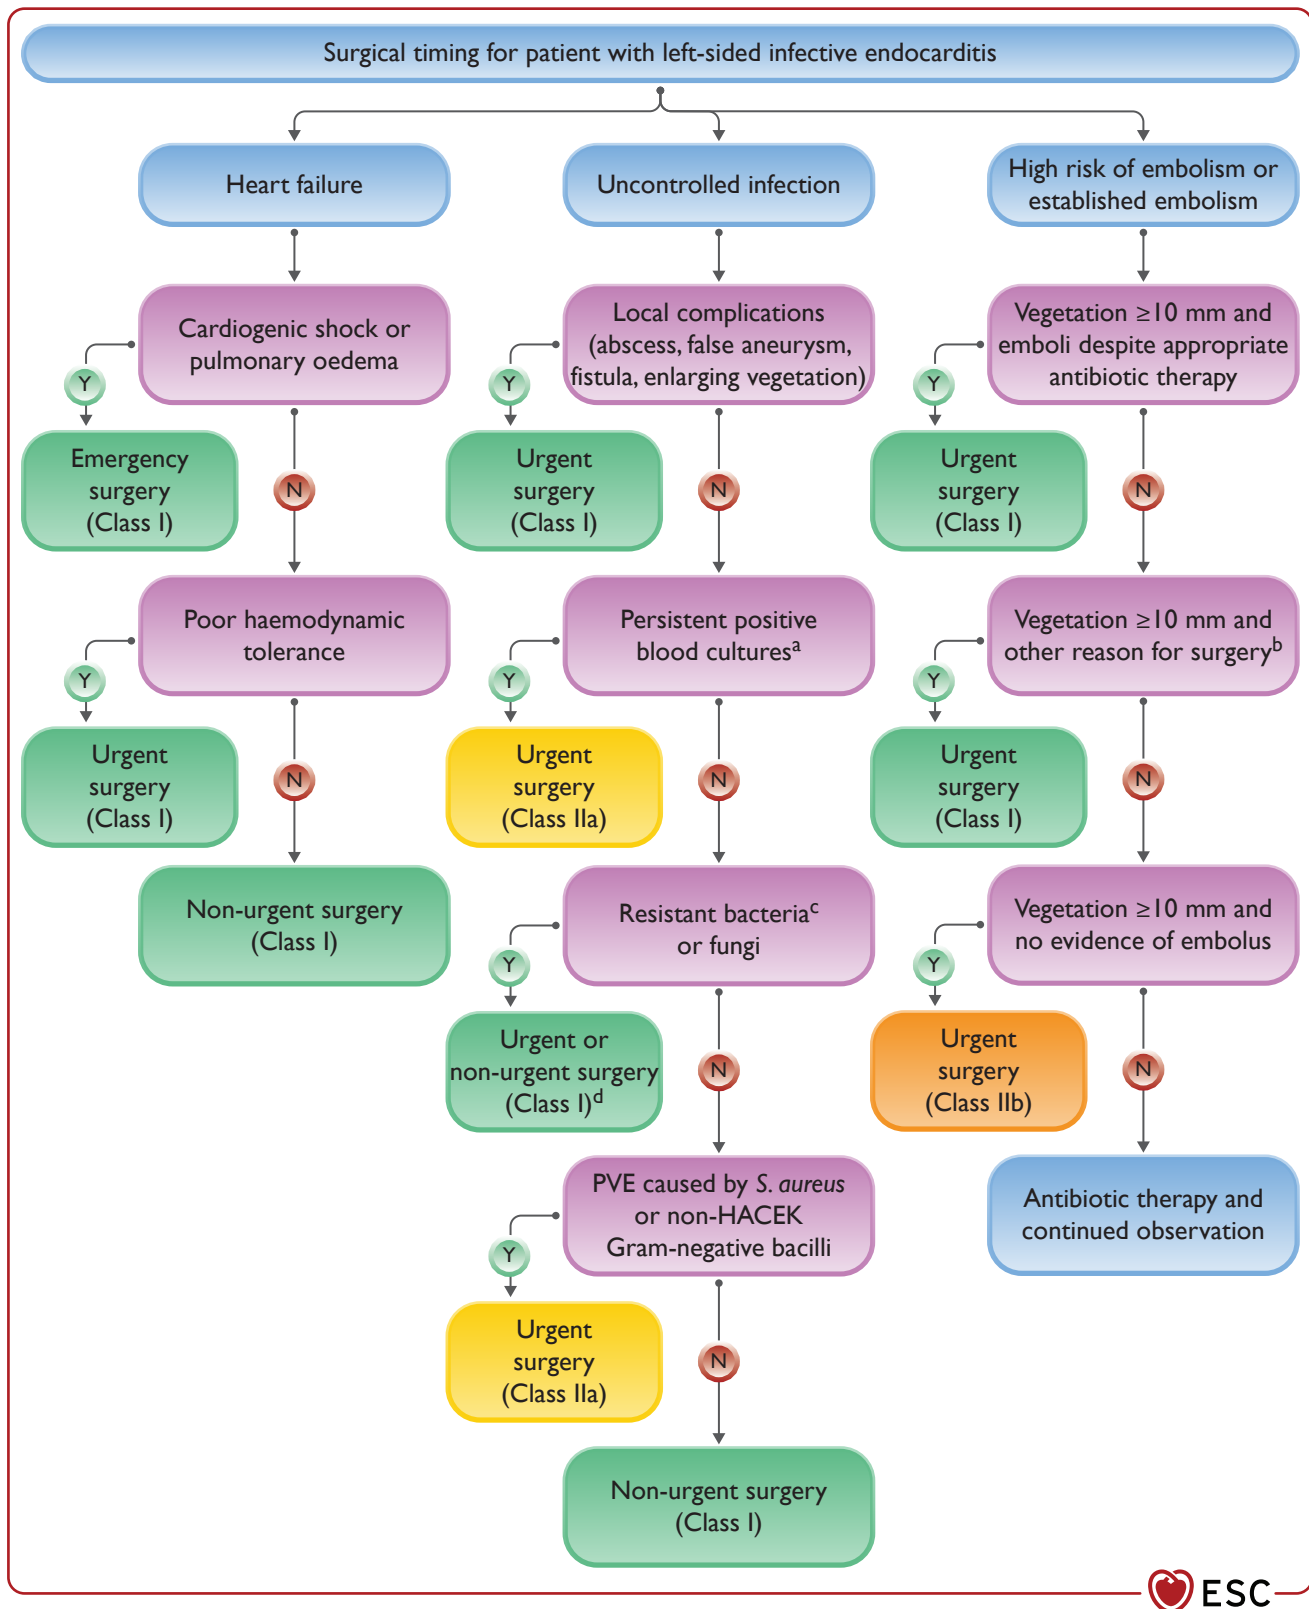 Surgical timing for patient with left-sided infective endocarditis
Heart failure
Cardiogenic shock or
pulmonary oedema
Y
Emergency
surgery
(Class I)
N
Poor haemodynamic
tolerance
Y
Urgent
surgery
(Class I)
N
Non-urgent surgery
(Class I)
Uncontrolled infection
Local complications
(abscess, false aneurysm,
fistula, enlarging vegetation)
Y
Urgent
surgery
(Class I)
N
Persistent positive
blood cultures^a
Y
Urgent
surgery
(Class IIa)
N
Resistant bacteria^c
or fungi
Y
Urgent or
non-urgent surgery
(Class I)^d
N
PVE caused by S. aureus
or non-HACEK
Gram-negative bacilli
Y
Urgent
surgery
(Class IIa)
N
Non-urgent surgery
(Class I)
High risk of embolism or
established embolism
Vegetation ≥10 mm and
emboli despite appropriate
antibiotic therapy
Y
Urgent
surgery
(Class I)
N
Vegetation ≥10 mm and
other reason for surgery^b
Y
Urgent
surgery
(Class I)
N
Vegetation ≥10 mm and
no evidence of embolus
Y
Urgent
surgery
(Class IIb)
N
Antibiotic therapy and
continued observation
ESC